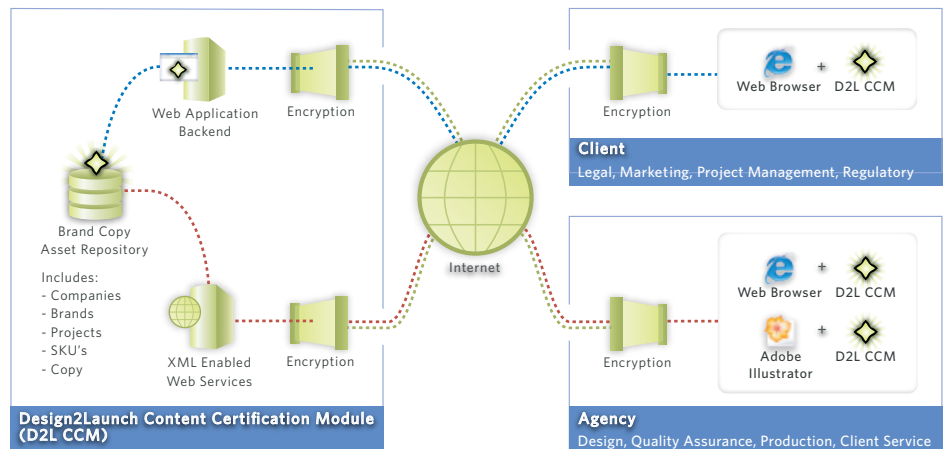 Web Application
Backend
Encryption
Brand Copy
Asset Repository
Includes:
- Companies
- Brands
- Projects
- SKU's
- Copy
XML Enabled
Web Services
Encryption
Design2Launch Content Certification Module
(D2L CCM)
Internet
Encryption
Web Browser
+
D2L CCM
Client
Legal, Marketing, Project Management, Regulatory
Encryption
Web Browser
+
D2L CCM
Adobe
Illustrator
+
D2L CCM
Agency
Design, Quality Assurance, Production, Client Service